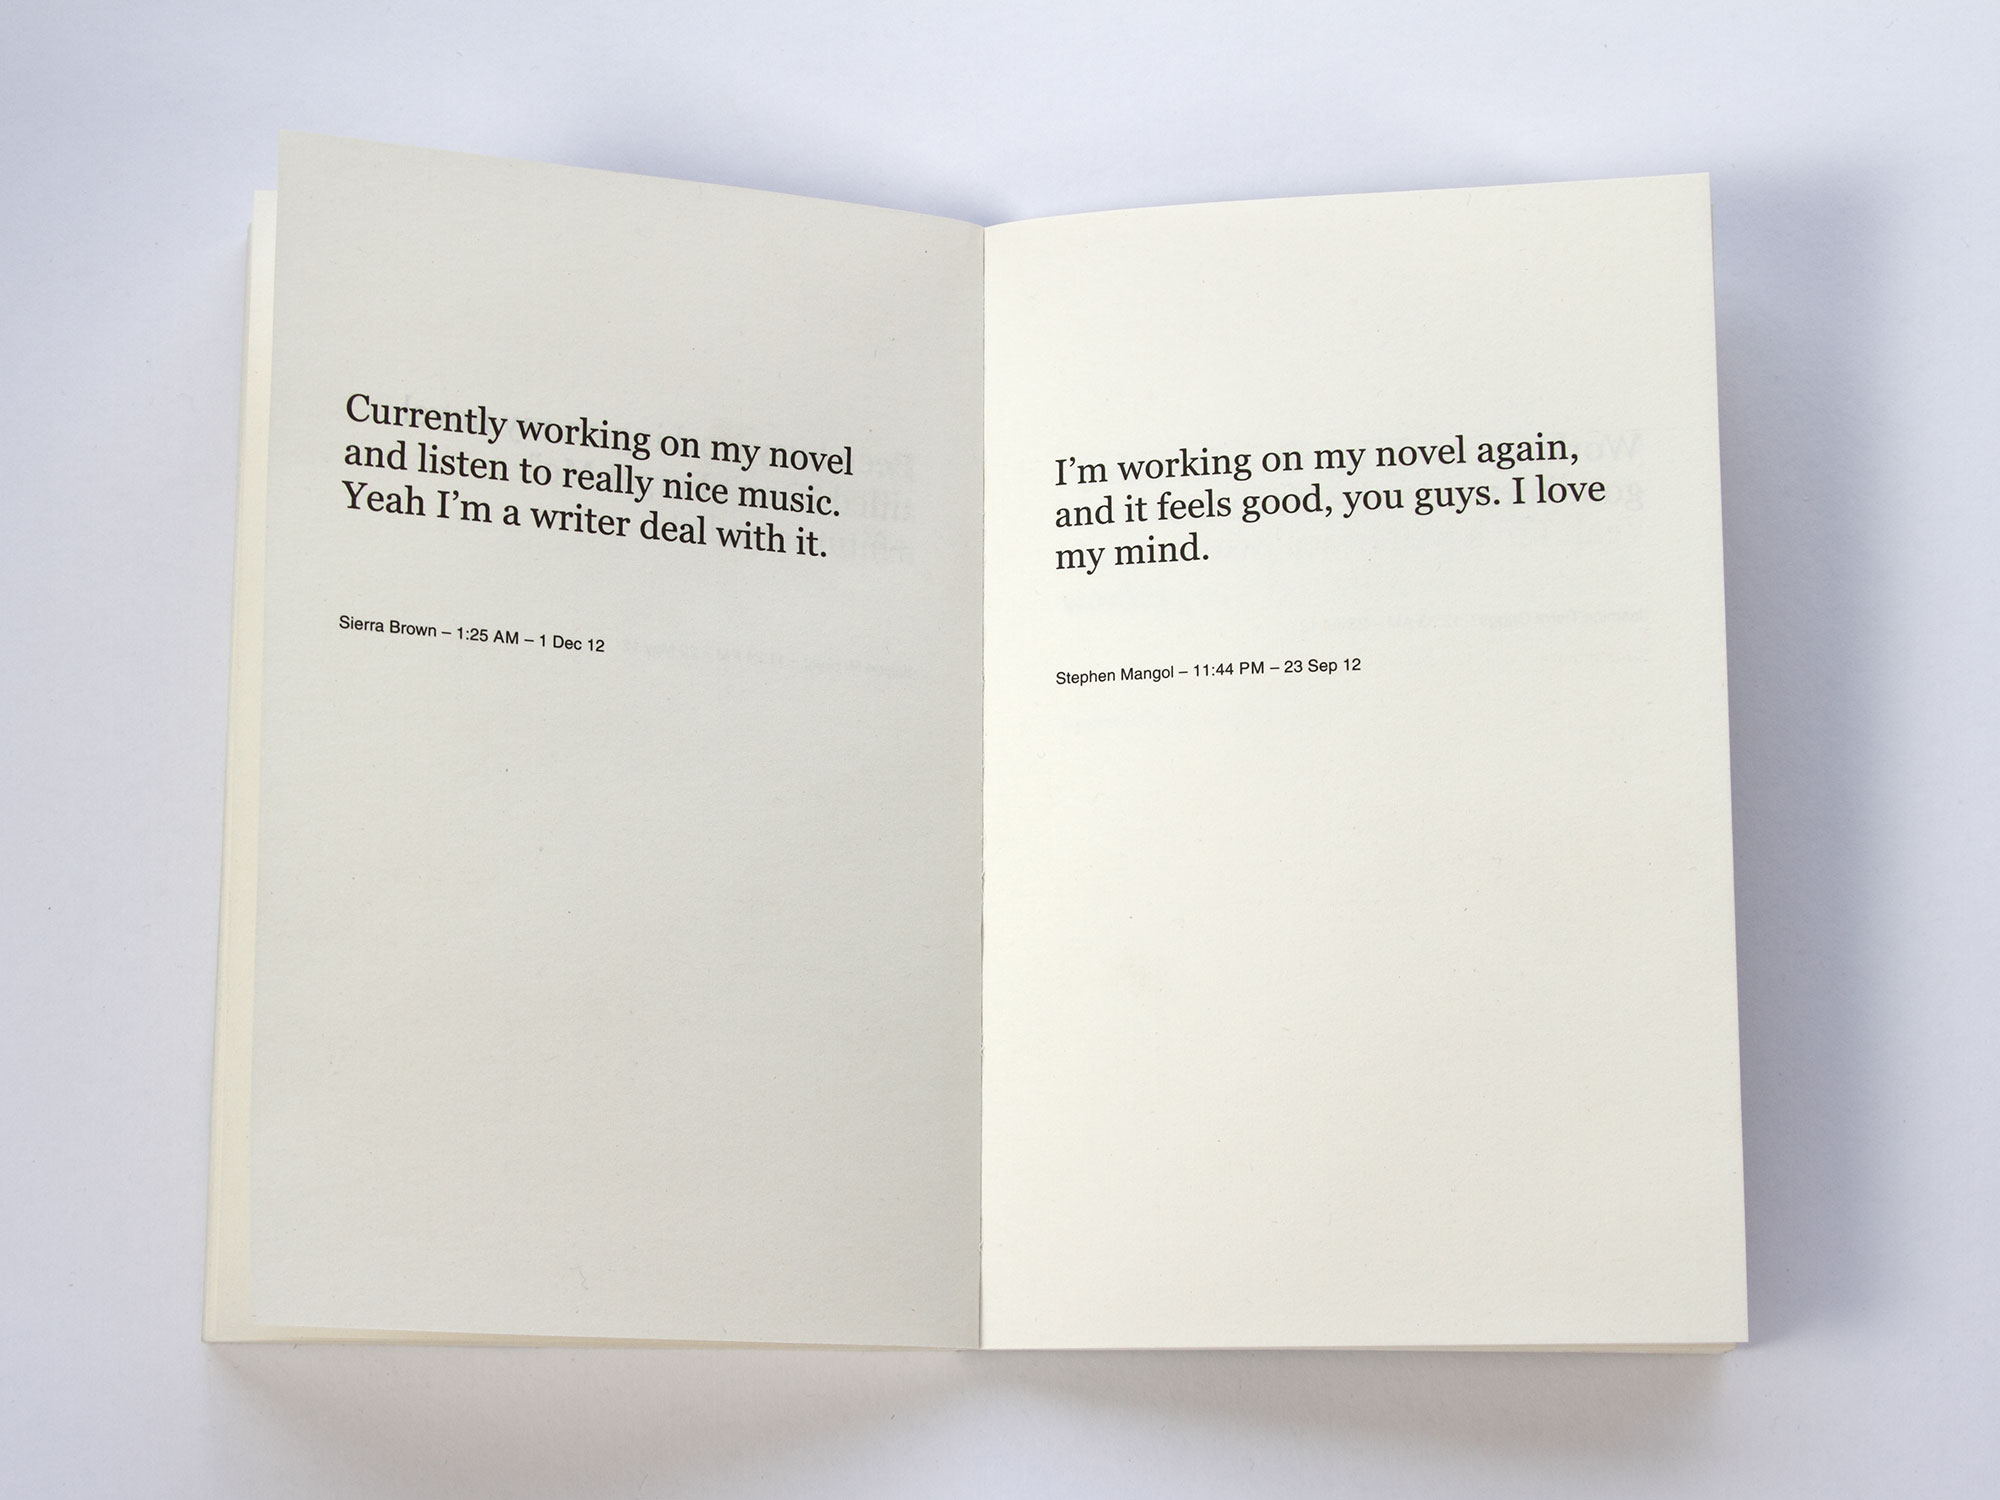 Currently working on my novel
and listen to really nice music.
Yeah I’m a writer deal with it.
Sierra Brown – 1:25 AM – 1 Dec 12
I’m working on my novel again,
and it feels good, you guys. I love
my mind.
Stephen Mangol – 11:44 PM – 23 Sep 12